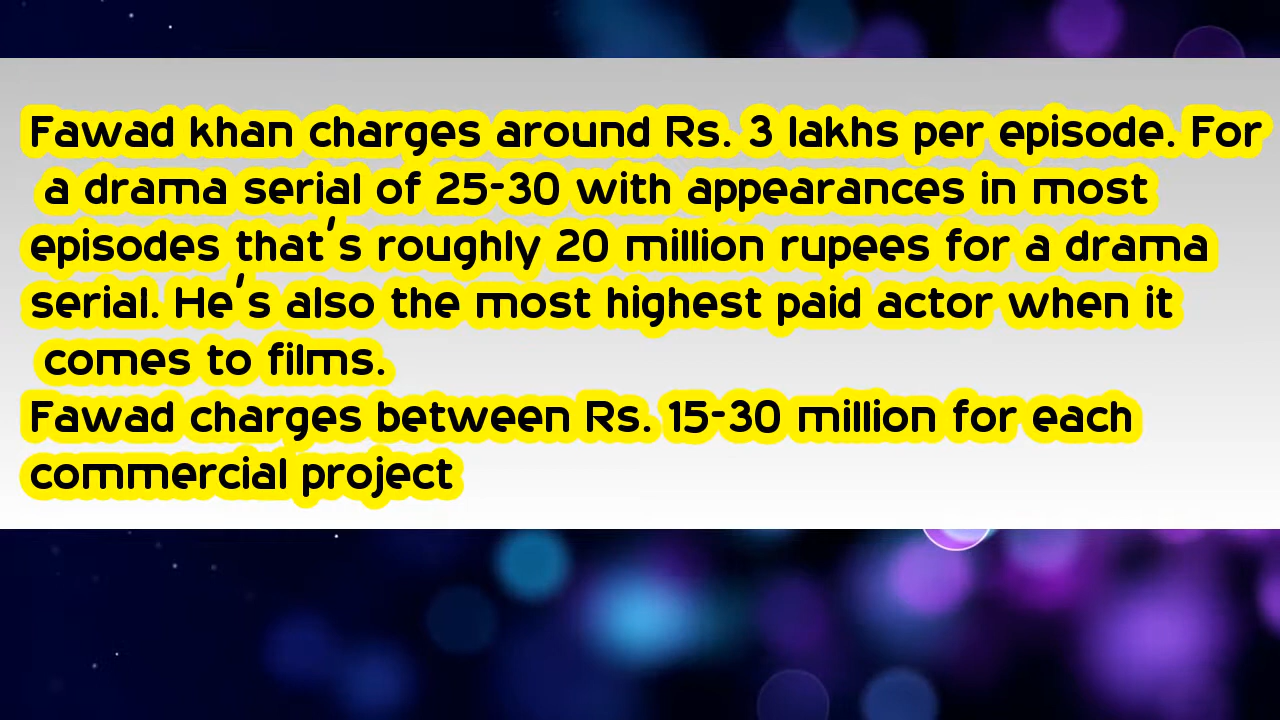 Fawad khan charges around Rs. 3 lakhs per episode. For
a drama serial of 25-30 with appearances in most
episodes that's roughly 20 million rupees for a drama
serial. He's also the most highest paid actor when it
comes to films.
Fawad charges between Rs. 15-30 million for each
commercial project